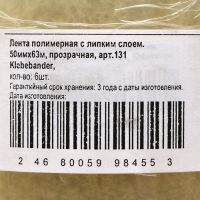 Лента полимерная с липким слоем.
50ммx63м, прозрачная, арт.131
Klebebander,
кол-во: 6шт.
Гарантийный срок хранения: 3 года с даты изготовления.
Дата изготовления:
2 46 80059 98455 3